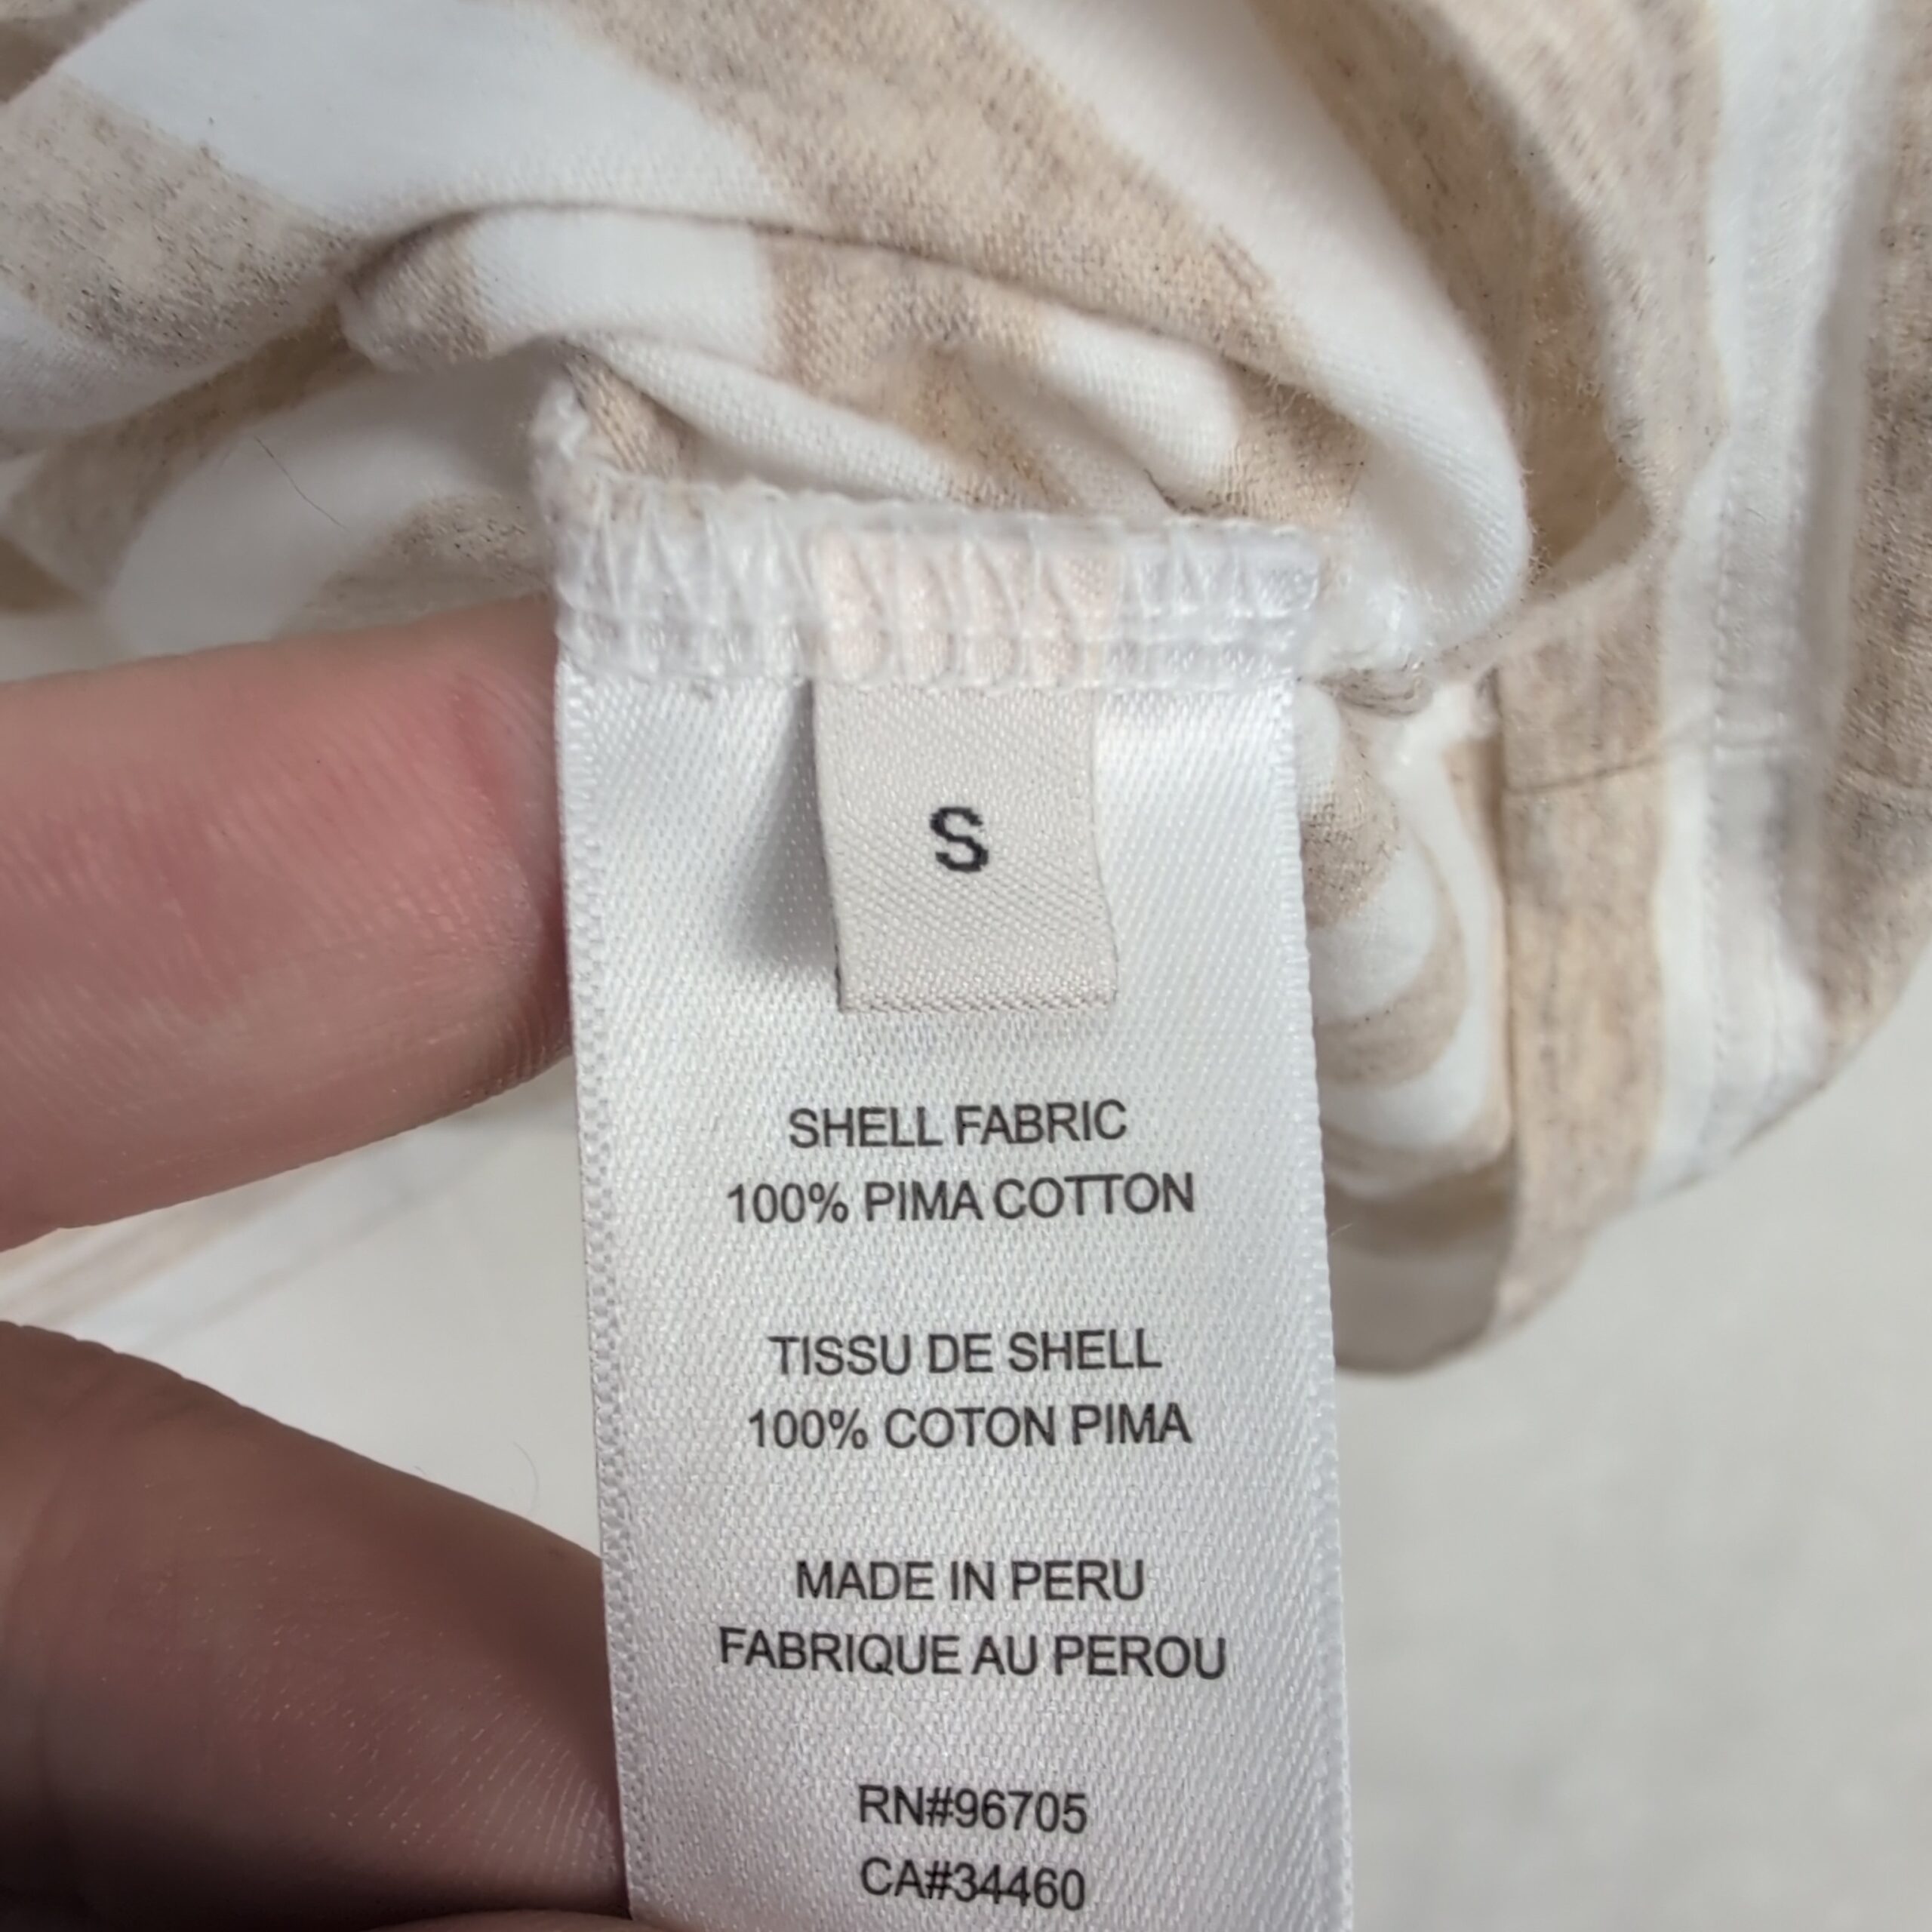 S
SHELL FABRIC
100% PIMA COTTON
TISSU DE SHELL
100% COTON PIMA
MADE IN PERU
FABRIQUE AU PEROU
RN#96705
CA#34460